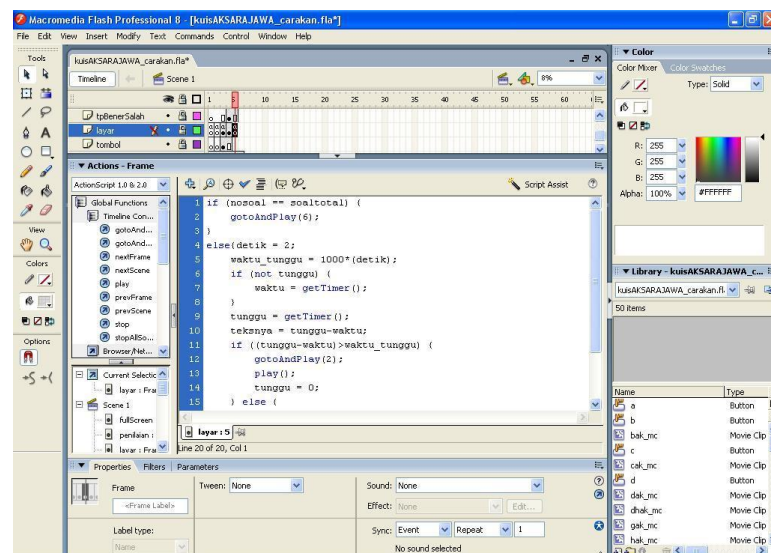 Macromedia Flash Professional 8 - [kuisAKSARAJAWA_carakan.fla*]
File Edit View Insert Modify Text Commands Control Window Help
Tools
View
Colors
Options
kuisAKSARAJAWA_carakan.fla*
Timeline
Scene 1
8%
1 5 10 15 20 25 30 35 40 45 50 55 60
tpBenerSalah
layar
tombol
Actions - Frame
ActionScript 1.0 & 2.0
Script Assist
Global Functions
Timeline Con...
gotoAnd...
gotoAnd...
nextFrame
nextScene
play
prevFrame
prevScene
stop
stopAllSo...
Browser/Net...
Current Selectic
layar : Fra
Scene 1
fullScreen
penilaian :
layar : Fra
1 if (nosoal == soaltotal) {
2 gotoAndPlay(6);
3 }
4 else{detik = 2;
5 waktu_tunggu = 1000*(detik);
6 if (not tunggu) {
7 waktu = getTimer();
8 }
9 tunggu = getTimer();
10 teksnya = tunggu-waktu;
11 if ((tunggu-waktu)>waktu_tunggu) {
12 gotoAndPlay(2);
13 play();
14 tunggu = 0;
15 } else {
layar : 5
Line 20 of 20, Col 1
Properties Filters Parameters
Frame
<Frame Label>
Label type:
Name
Tween: None
Sound: None
Effect: None
Edit...
Sync: Event Repeat 1
No sound selected
Color
Color Mixer Color Swatches
Type: Solid
R: 255
G: 255
B: 255
Alpha: 100%
#FFFFFF
Library - kuisAKSARAJAWA_c...
kuisAKSARAJAWA_carakan.fl
50 items
Name Type
a Button
b Button
bak_mc Movie Clip
c Button
cak_mc Movie Clip
d Button
dak_mc Movie Clip
dhak_mc Movie Clip
gak_mc Movie Clip
hak_mc Movie Clip